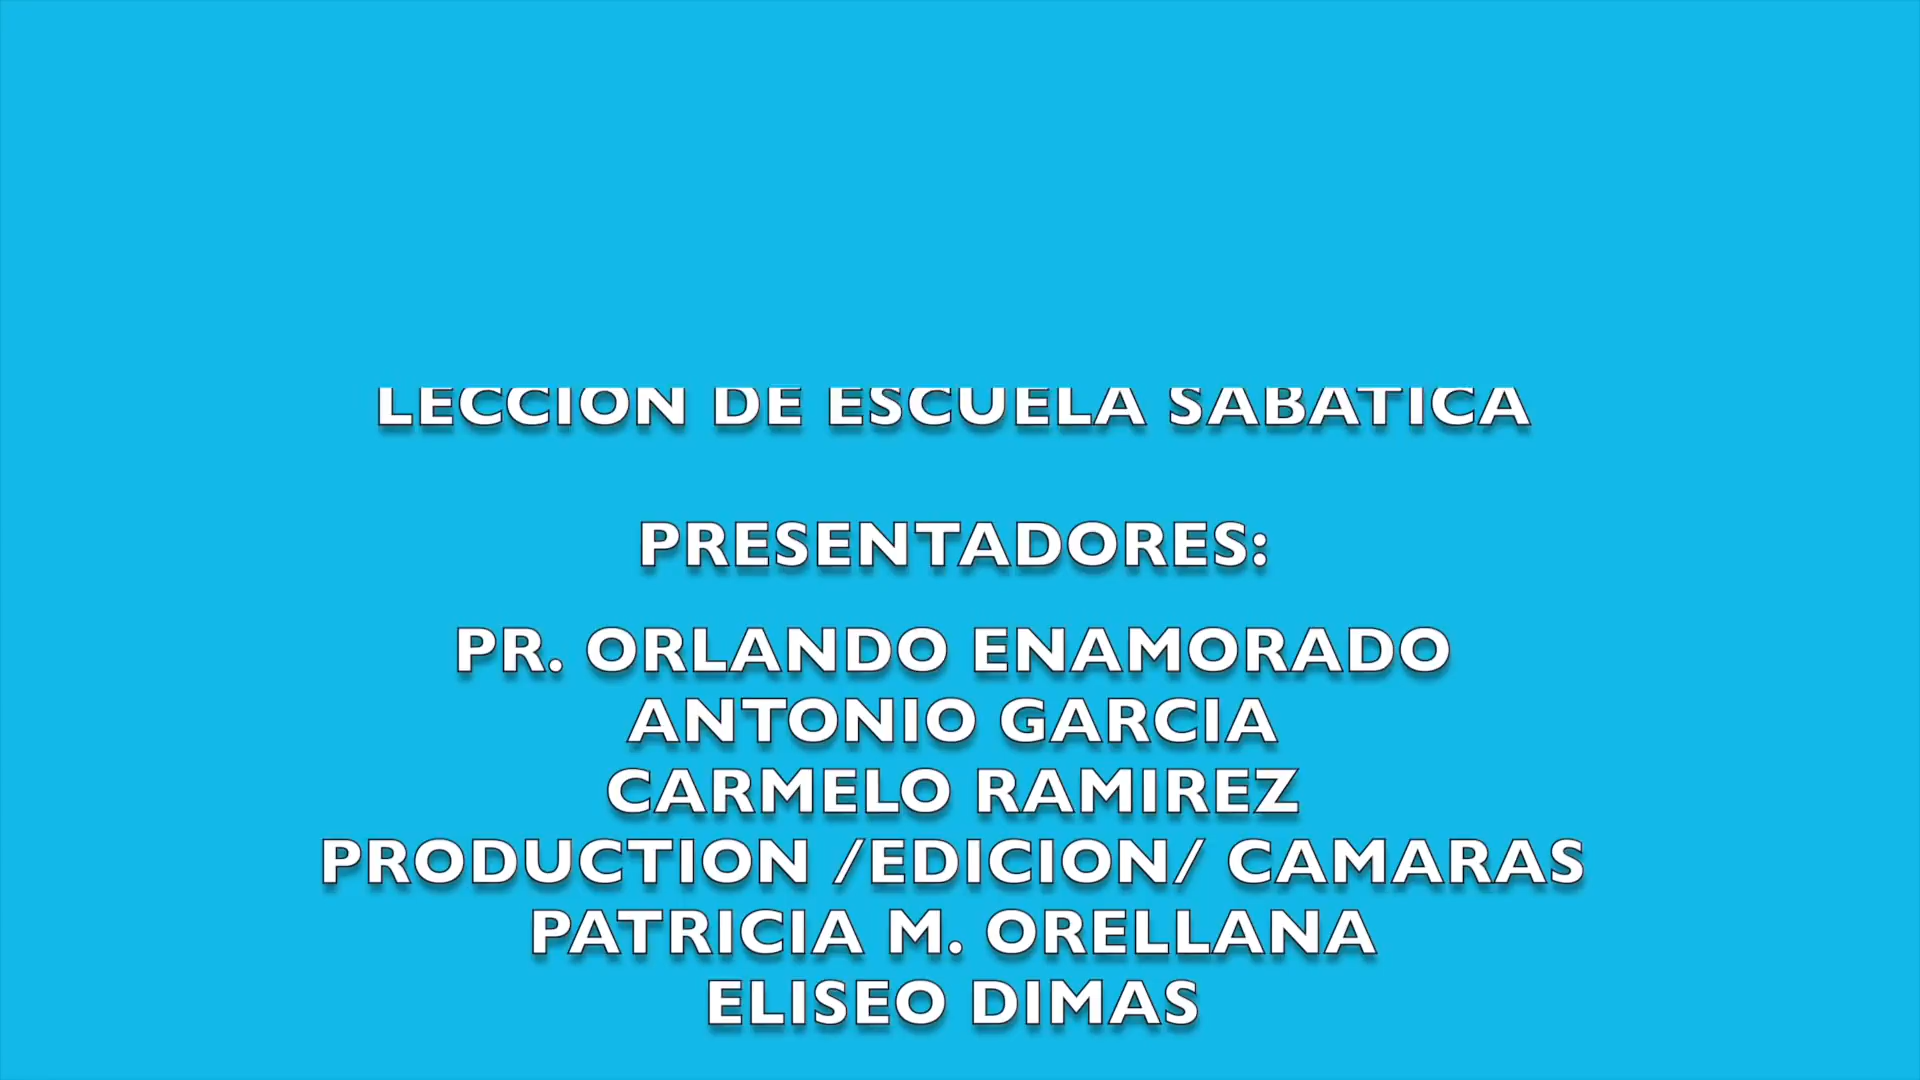 LECCION DE ESCUELA SABATICA
PRESENTADORES:
PR. ORLANDO ENAMORADO
ANTONIO GARCIA
CARMELO RAMIREZ
PRODUCTION /EDICION/ CAMARAS
PATRICIA M. ORELLANA
ELISEO DIMAS